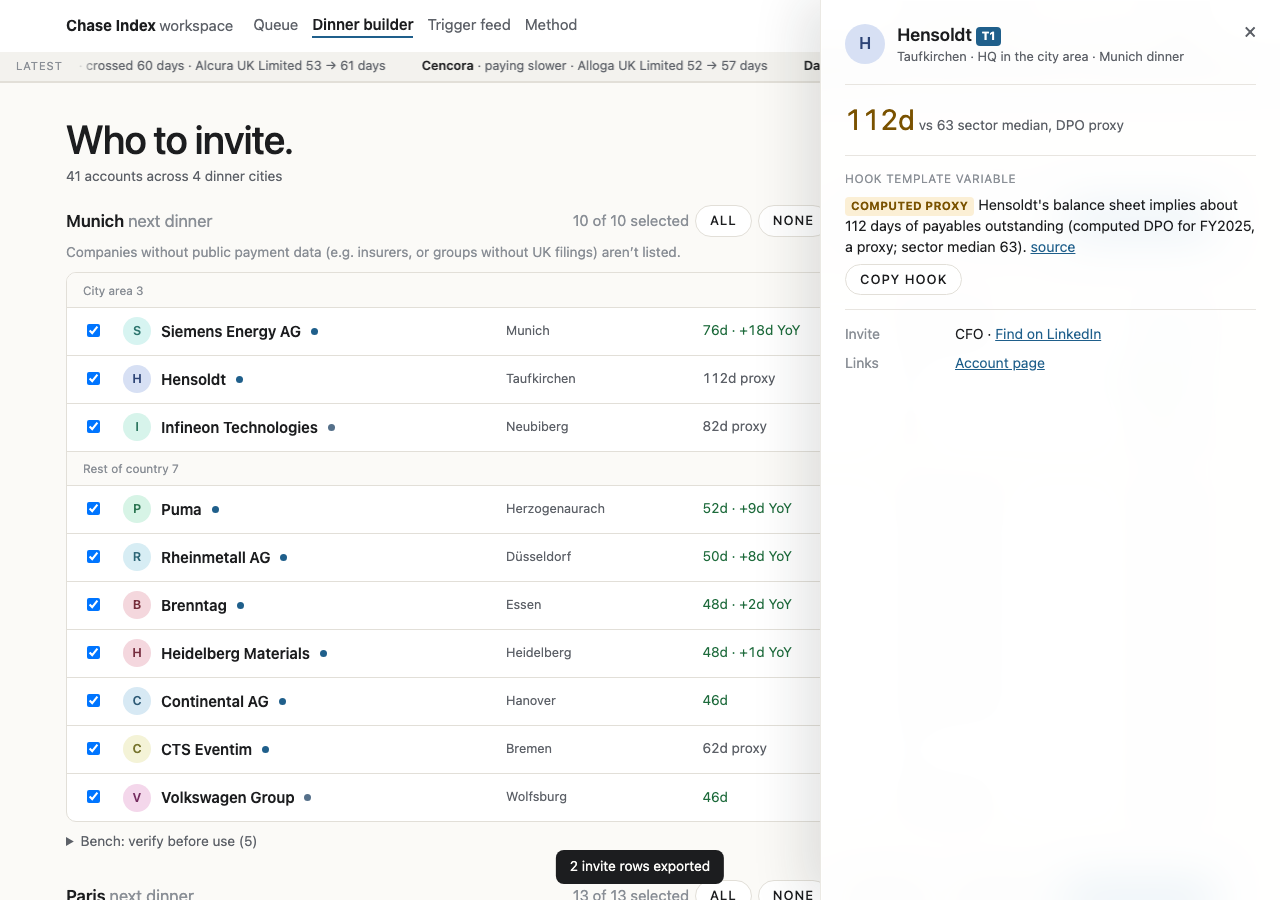 Chase Index workspace Queue Dinner builder Trigger feed Method
LATEST crossed 60 days · Alcura UK Limited 53 → 61 days Cencora · paying slower · Alloga UK Limited 52 → 57 days
Who to invite.
41 accounts across 4 dinner cities
Munich next dinner 10 of 10 selected ALL NONE
Companies without public payment data (e.g. insurers, or groups without UK filings) aren’t listed.
City area 3
S Siemens Energy AG Munich 76d · +18d YoY
H Hensoldt Taufkirchen 112d proxy
I Infineon Technologies Neubiberg 82d proxy
Rest of country 7
P Puma Herzogenaurach 52d · +9d YoY
R Rheinmetall AG Düsseldorf 50d · +8d YoY
B Brenntag Essen 48d · +2d YoY
H Heidelberg Materials Heidelberg 48d · +1d YoY
C Continental AG Hanover 46d
C CTS Eventim Bremen 62d proxy
V Volkswagen Group Wolfsburg 46d
Bench: verify before use (5)
2 invite rows exported
Paris next dinner 13 of 13 selected ALL NONE
H Hensoldt T1
Taufkirchen · HQ in the city area · Munich dinner
112d vs 63 sector median, DPO proxy
HOOK TEMPLATE VARIABLE
COMPUTED PROXY Hensoldt's balance sheet implies about
112 days of payables outstanding (computed DPO for FY2025,
a proxy; sector median 63). source
COPY HOOK
Invite CFO · Find on LinkedIn
Links Account page